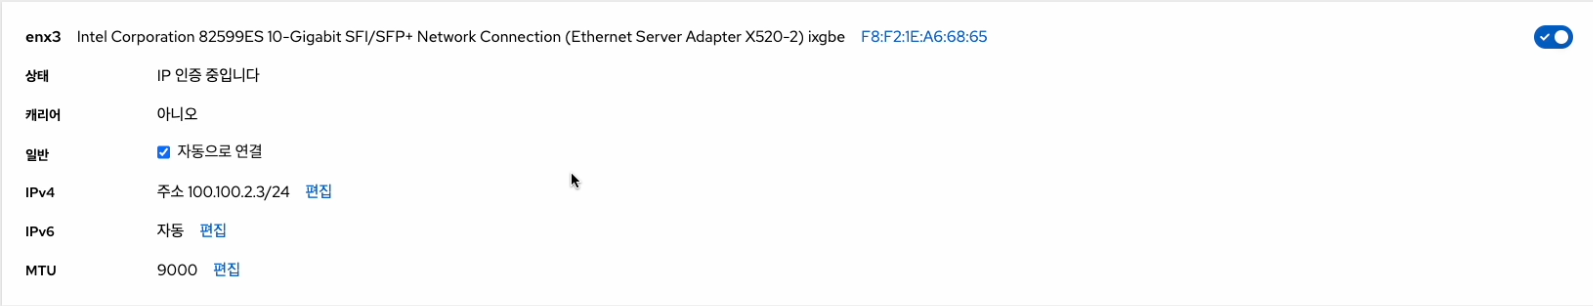 enx3 Intel Corporation 82599ES 10-Gigabit SFI/SFP+ Network Connection (Ethernet Server Adapter X520-2) ixgbe F8:F2:1E:A6:68:65
상태 IP 인증 중입니다
캐리어 아니오
일반 자동으로 연결
IPv4 주소 100.100.2.3/24 편집
IPv6 자동 편집
MTU 9000 편집